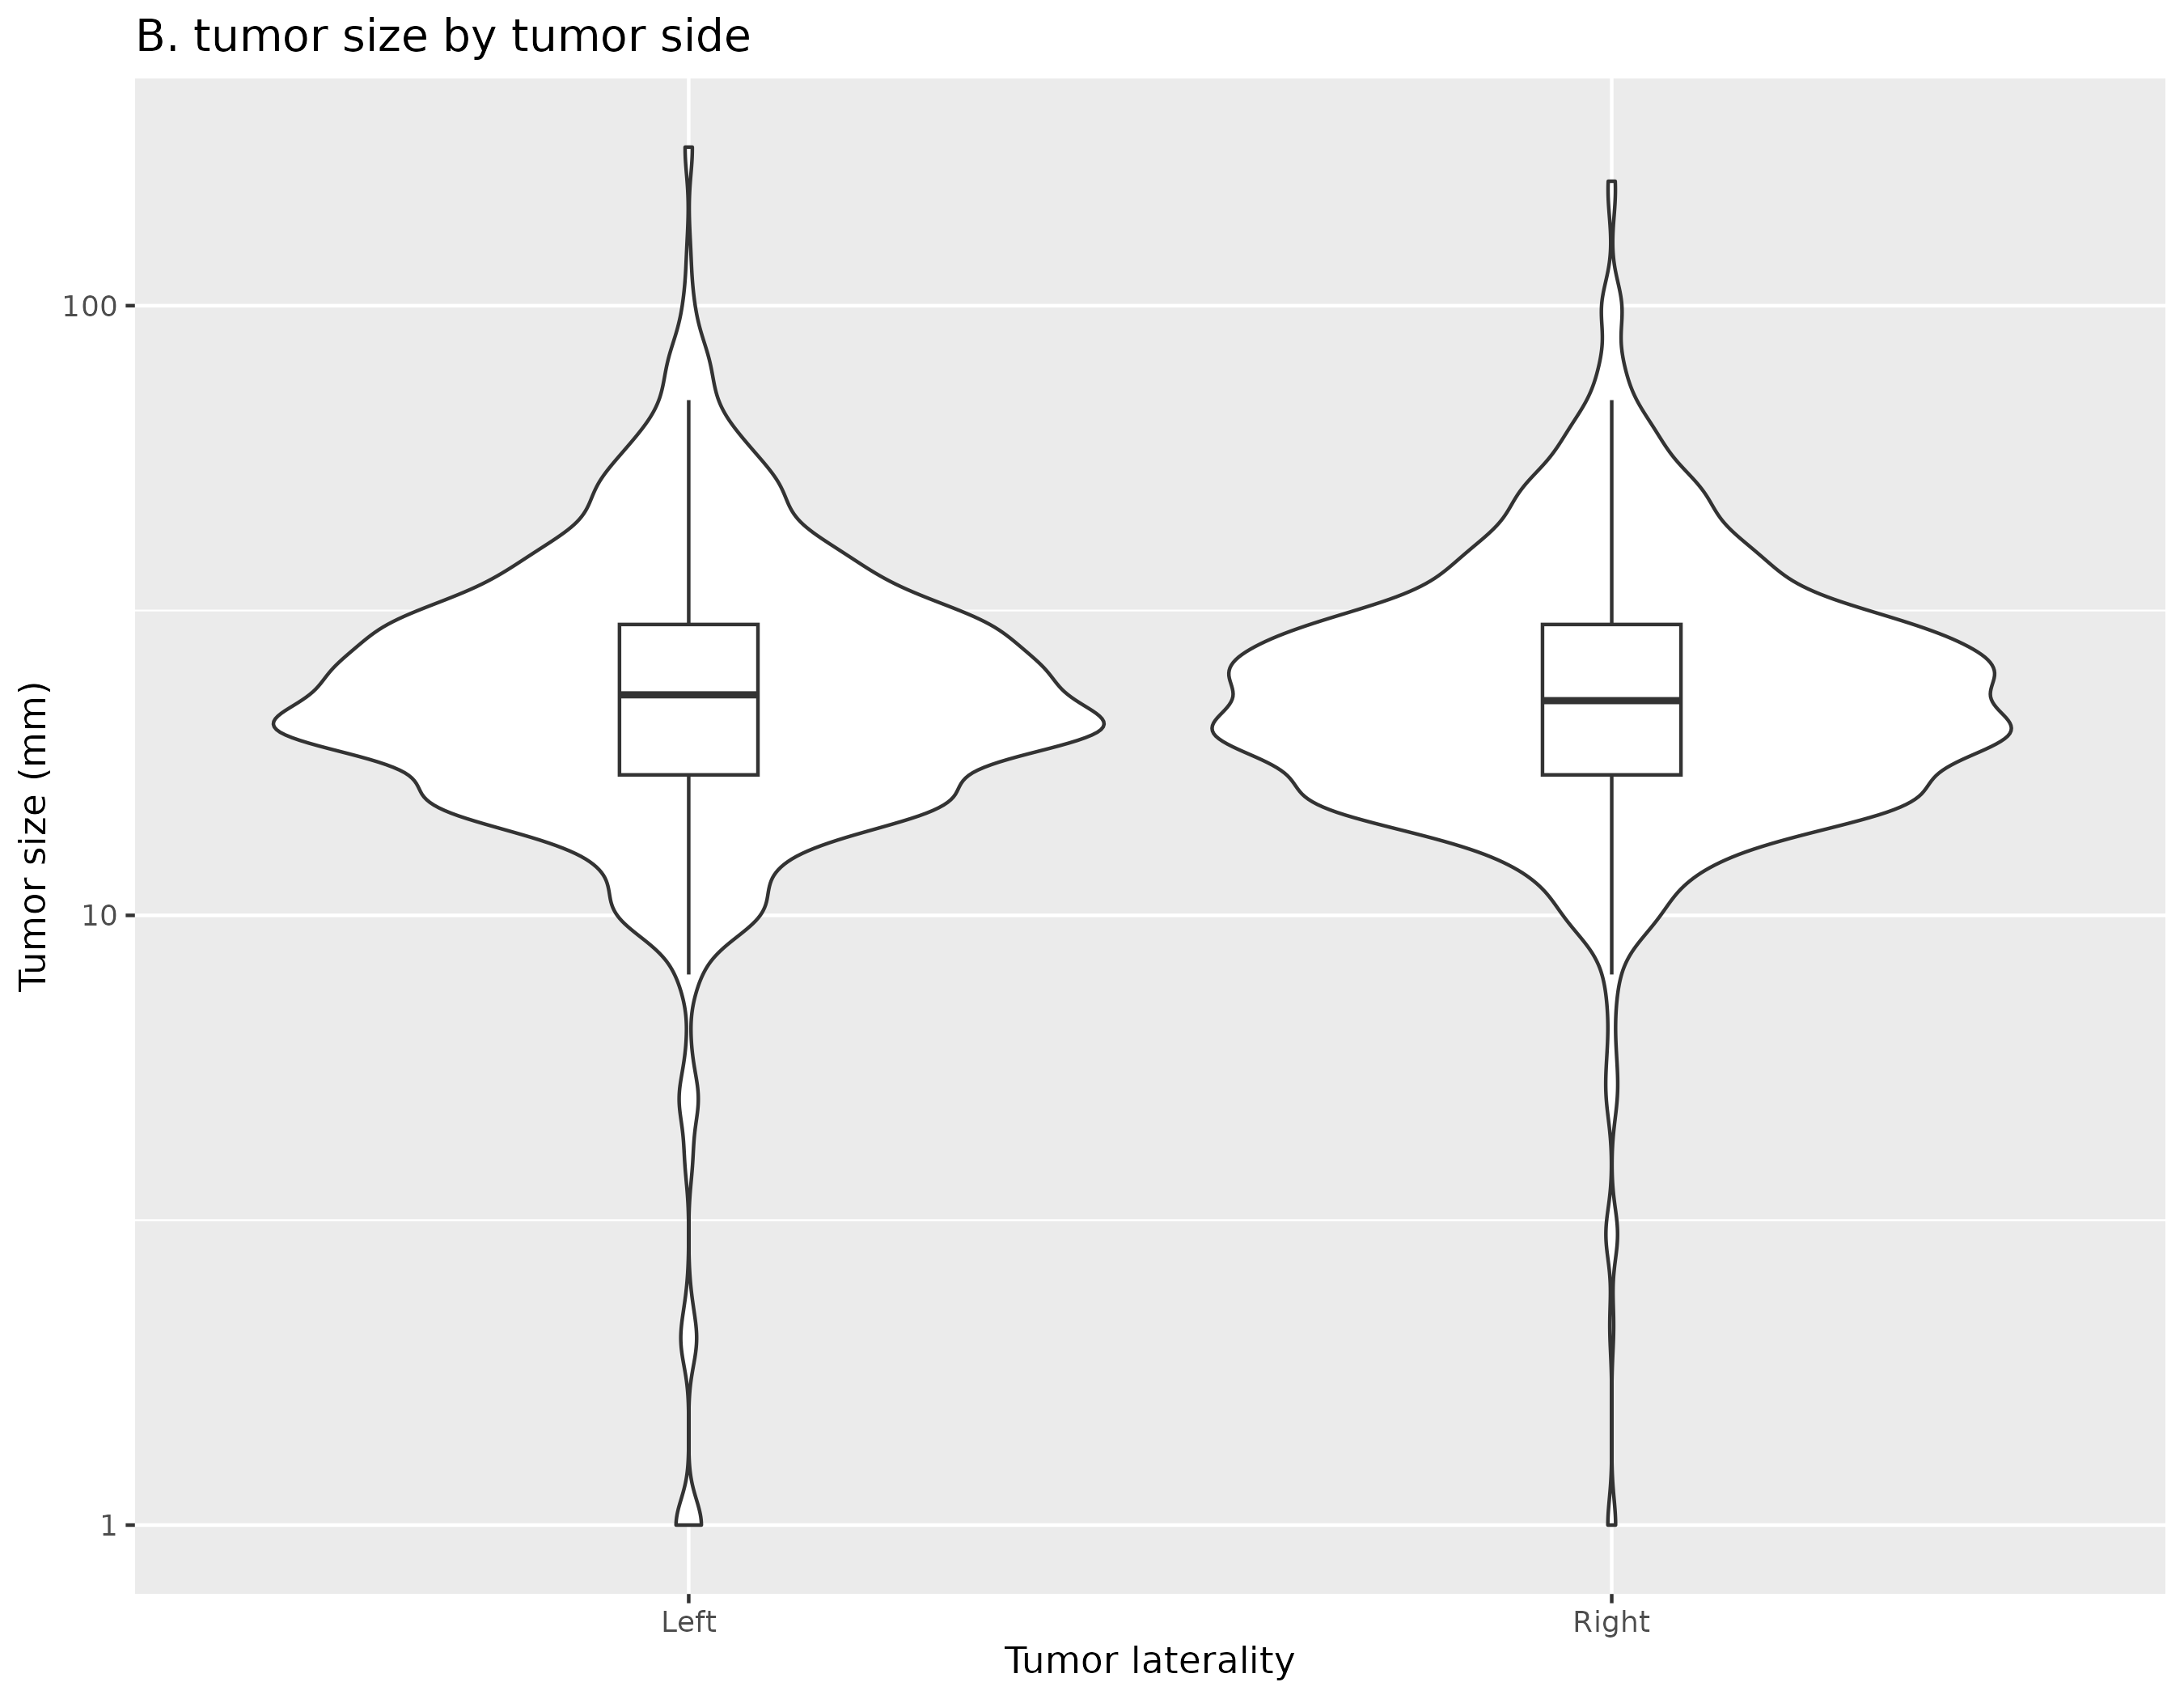 B. tumor size by tumor side
Tumor size (mm)
100
10
1
Left
Right
Tumor laterality